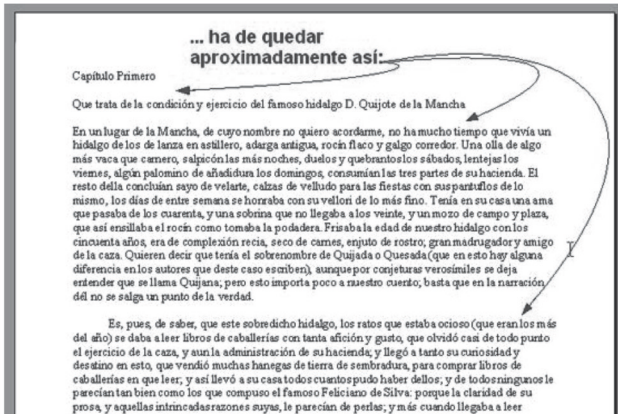 ... ha de quedar
aproximadamente así:
Capítulo Primero
Que trata de la condición y ejercicio del famoso hidalgo D. Quijote de la Mancha
En un lugar de la Mancha, de cuyo nombre no quiero acordarme, no ha mucho tiempo que vivía un
hidalgo de los de lanza en astillero, adarga antigua, rocín flaco y galgo corredor. Una olla de algo
más vaca que carnero, salpicón las más noches, duelos y quebrantos los sábados, lentejas los
viernes, algún palomino de añadidura los domingos, consumían las tres partes de su hacienda. El
resto della concluían sayo de velarte, calzas de velludo para las fiestas con sus pantuflos de lo
mismo, los días de entre semana se honraba con su vellori de lo más fino. Tenía en su casa una ama
que pasaba de los cuarenta, y una sobrina que no llegaba a los veinte, y un mozo de campo y plaza,
que así ensillaba el rocín como tomaba la podadera. Frisaba la edad de nuestro hidalgo con los
cincuenta años, era de complexión recia, seco de carnes, enjuto de rostro; gran madrugador y amigo
de la caza. Quieren decir que tenía el sobrenombre de Quijada o Quesada (que en esto hay alguna
diferencia en los autores que deste caso escriben), aunque por conjeturas verosímiles se deja
entender que se llama Quijana; pero esto importa poco a nuestro cuento; basta que en la narración
dél no se salga un punto de la verdad.
Es, pues, de saber, que este sobredicho hidalgo, los ratos que estaba ocioso (que eran los más
del año) se daba a leer libros de caballerías con tanta afición y gusto, que olvidó casi de todo punto
el ejercicio de la caza, y aun la administración de su hacienda; y llegó a tanto su curiosidad y
desatino en esto, que vendió muchas hanegas de tierra de sembradura, para comprar libros de
caballerías en que leer; y así llevó a su casa todos cuantos pudo haber dellos; y de todos ningunos le
parecían tan bien como los que compuso el famoso Feliciano de Silva: porque la claridad de su
prosa, y aquellas intrincadas razones suyas, le parecían de perlas; y más cuando llegaba a leer